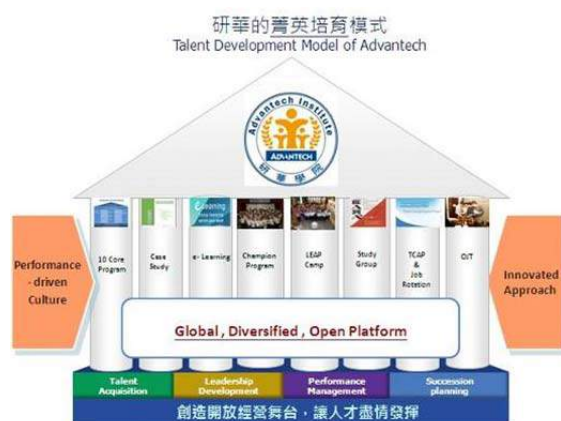 研華的菁英培育模式
Talent Development Model of Advantech
Advantech Institute
ADVANTECH
研華學院
Performance
- driven
Culture
10 Core
Program
Case
Study
e-Learning
Champion
Program
LEAP
Camp
Study
Group
TCAP
&
Job
Rotation
OJT
Innovated
Approach
Global , Diversified , Open Platform
Talent
Acquisition
Leadership
Development
Performance
Management
Succession
planning
創造開放經營舞台，讓人才盡情發揮